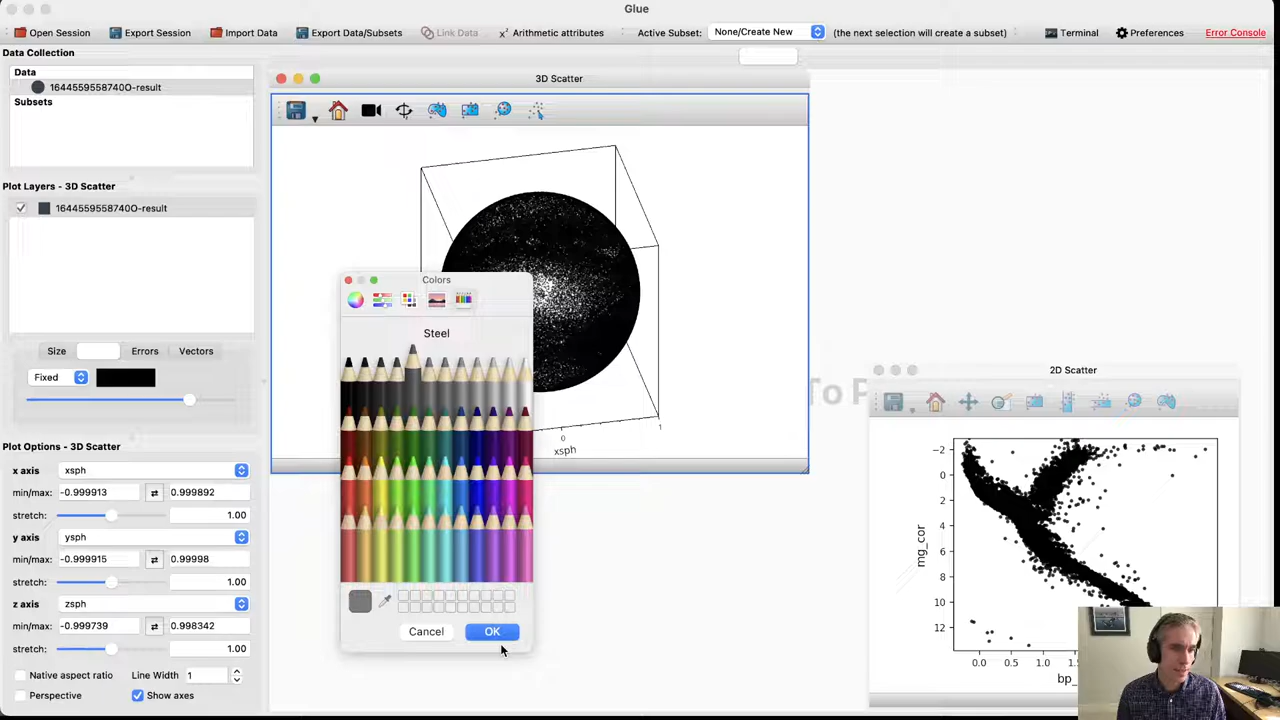 Glue
Open Session Export Session Import Data Export Data/Subsets Link Data Arithmetic attributes Active Subset: None/Create New (the next selection will create a subset) Terminal Preferences Error Console
Data Collection
Data
1644559558740O-result
Subsets
Plot Layers - 3D Scatter
1644559558740O-result
Size Errors Vectors
Fixed
Plot Options - 3D Scatter
x axis xsph
min/max: -0.999913 0.999892
stretch: 1.00
y axis ysph
min/max: -0.999915 0.99998
stretch: 1.00
z axis zsph
min/max: -0.999739 0.998342
stretch: 1.00
Native aspect ratio Line Width 1
Perspective Show axes
3D Scatter
0
1
xsph
Colors
Steel
Cancel OK
To P
2D Scatter
−2
0
2
4
6
8
10
12
mg_cor
0.0 0.5 1.0
bp_